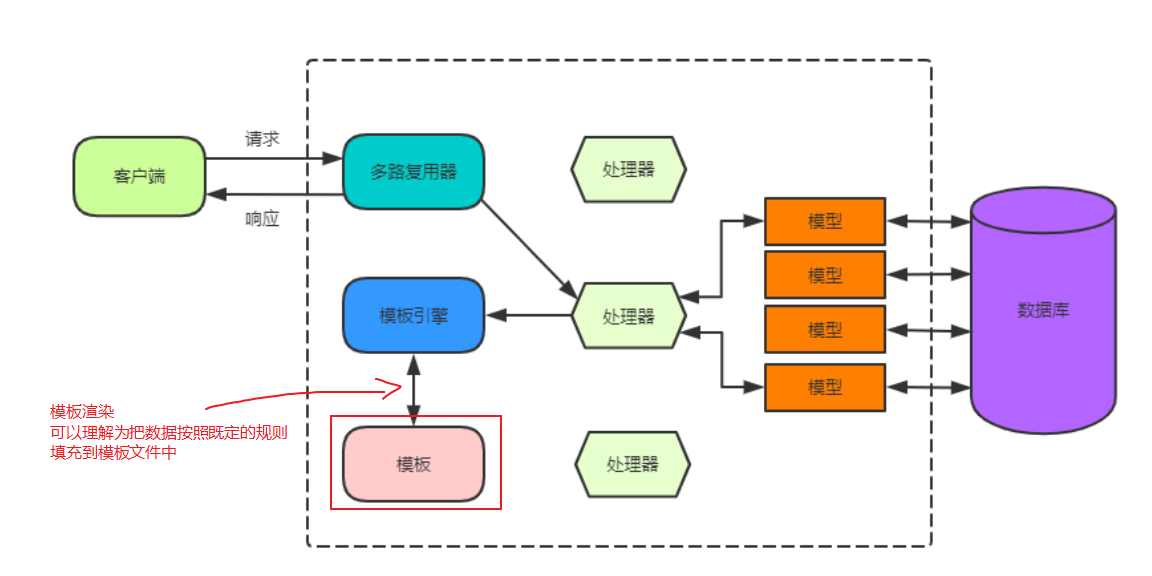 请求
客户端
多路复用器
处理器
响应
模型
模型
模板引擎
处理器
数据库
模型
模型
模板渲染
可以理解为把数据按照既定的规则
填充到模板文件中
模板
处理器